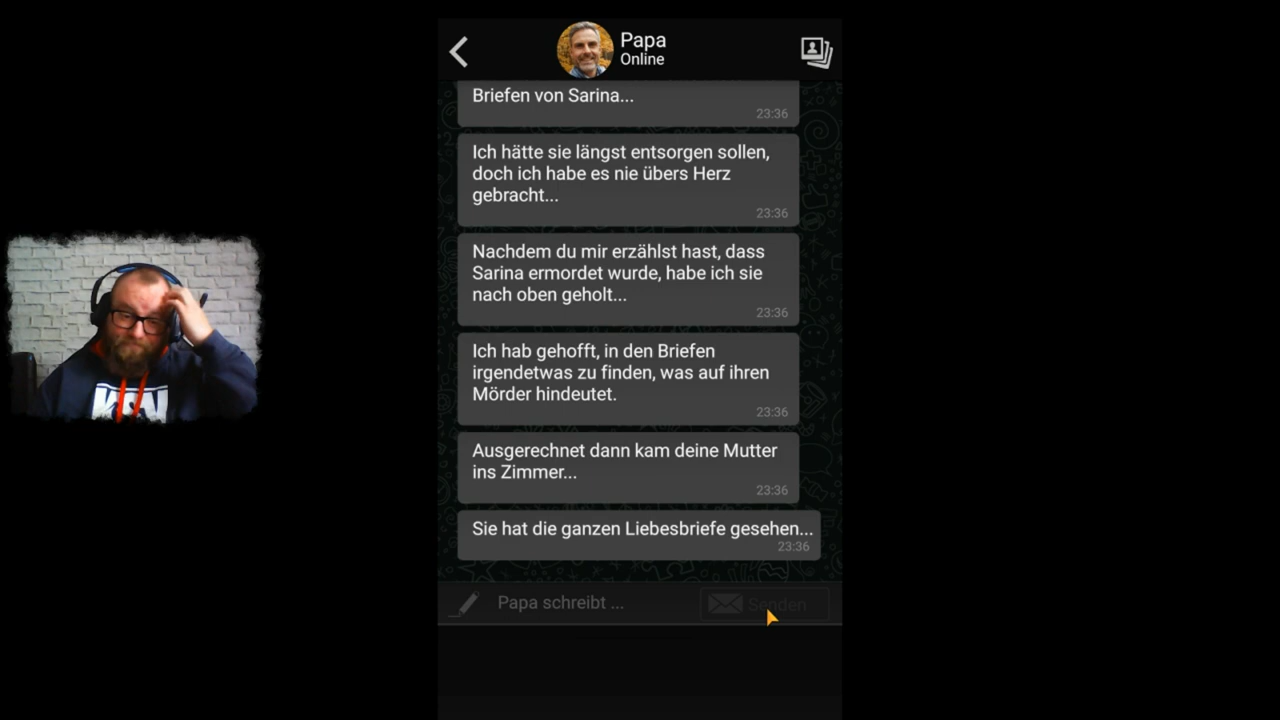 Papa
Online
Briefen von Sarina...
23:36
Ich hätte sie längst entsorgen sollen,
doch ich habe es nie übers Herz
gebracht...
23:36
Nachdem du mir erzählst hast, dass
Sarina ermordet wurde, habe ich sie
nach oben geholt...
23:36
Ich hab gehofft, in den Briefen
irgendetwas zu finden, was auf ihren
Mörder hindeutet.
23:36
Ausgerechnet dann kam deine Mutter
ins Zimmer...
23:36
Sie hat die ganzen Liebesbriefe gesehen...
23:36
Papa schreibt ...
Senden